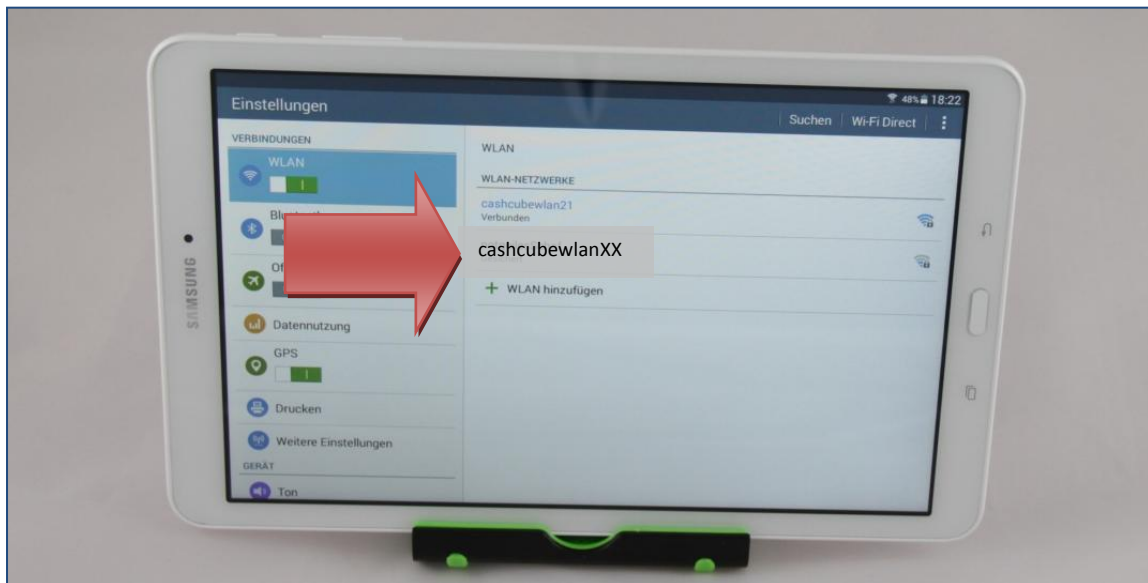 48% 18:22
Einstellungen
Suchen
Wi-Fi Direct
VERBINDUNGEN
WLAN
Datennutzung
GPS
Drucken
Weitere Einstellungen
GERÄT
Ton
WLAN
WLAN-NETZWERKE
cashcubewlan21
Verbunden
cashcubewlanXX
+ WLAN hinzufügen
SAMSUNG